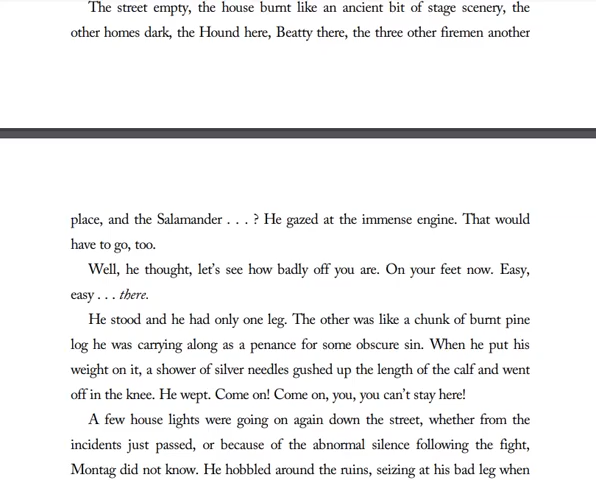 The street empty, the house burnt like an ancient bit of stage scenery, the
other homes dark, the Hound here, Beatty there, the three other firemen another
place, and the Salamander . . . ? He gazed at the immense engine. That would
have to go, too.
Well, he thought, let’s see how badly off you are. On your feet now. Easy,
easy . . . there.
He stood and he had only one leg. The other was like a chunk of burnt pine
log he was carrying along as a penance for some obscure sin. When he put his
weight on it, a shower of silver needles gushed up the length of the calf and went
off in the knee. He wept. Come on! Come on, you, you can’t stay here!
A few house lights were going on again down the street, whether from the
incidents just passed, or because of the abnormal silence following the fight,
Montag did not know. He hobbled around the ruins, seizing at his bad leg when